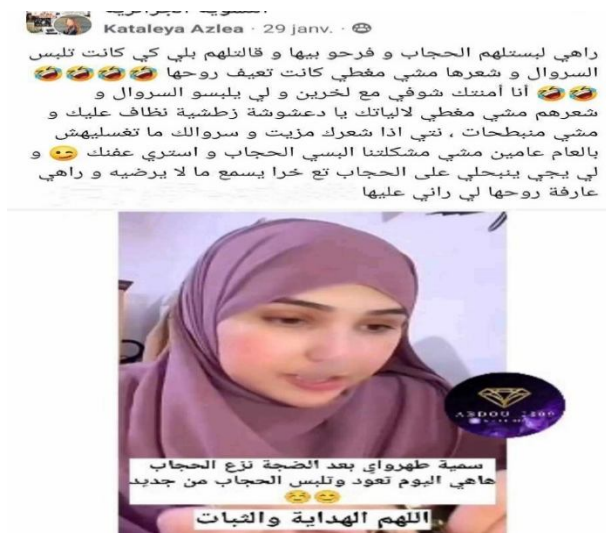 النسوية الجزائرية
Kataleya Azlea · 29 janv. ·
راهي لبستلهم الحجاب و فرحو بيها و قالتلهم بلي كي كانت تلبس
السروال و شعرها مشي مغطي كانت تعيف روحها 🤣🤣🤣🤣
🤣🤣 أنا أمنتك شوفي مع لخرين و لي يلبسو السروال و
شعرهم مشي مغطي لالياتك يا دعشوشة زطشية نظاف عليك و
مشي منبطحات ، نتي اذا شعرك مزيت و سروالك ما تغسليهش
بالعام عامين مشي مشكلتنا البسي الحجاب و استري عفنك 😉 و
لي يجي ينبحلي على الحجاب تع خرا يسمع ما لا يرضيه و راهي
عارفة روحها لي راني عليها
ABDOU
سمية طهرواي بعد الضجة نزع الحجاب
هاهي اليوم تعود وتلبس الحجاب من جديد
😊☺️
اللهم الهداية والثبات